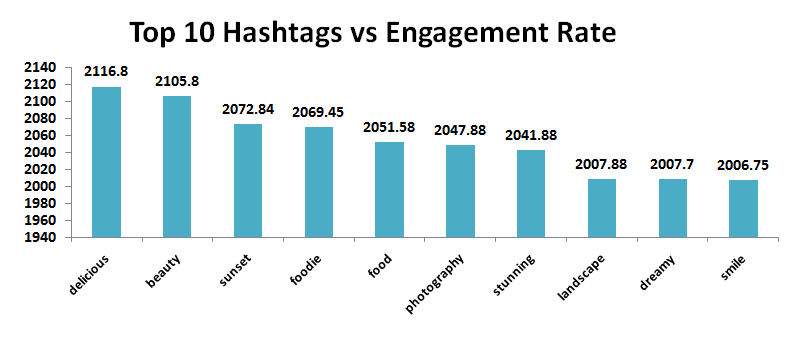 Top 10 Hashtags vs Engagement Rate
2140
2120
2100
2080
2060
2040
2020
2000
1980
1960
1940
2116.8
2105.8
2072.84
2069.45
2051.58
2047.88
2041.88
2007.88
2007.7
2006.75
delicious
beauty
sunset
foodie
food
photography
stunning
landscape
dreamy
smile